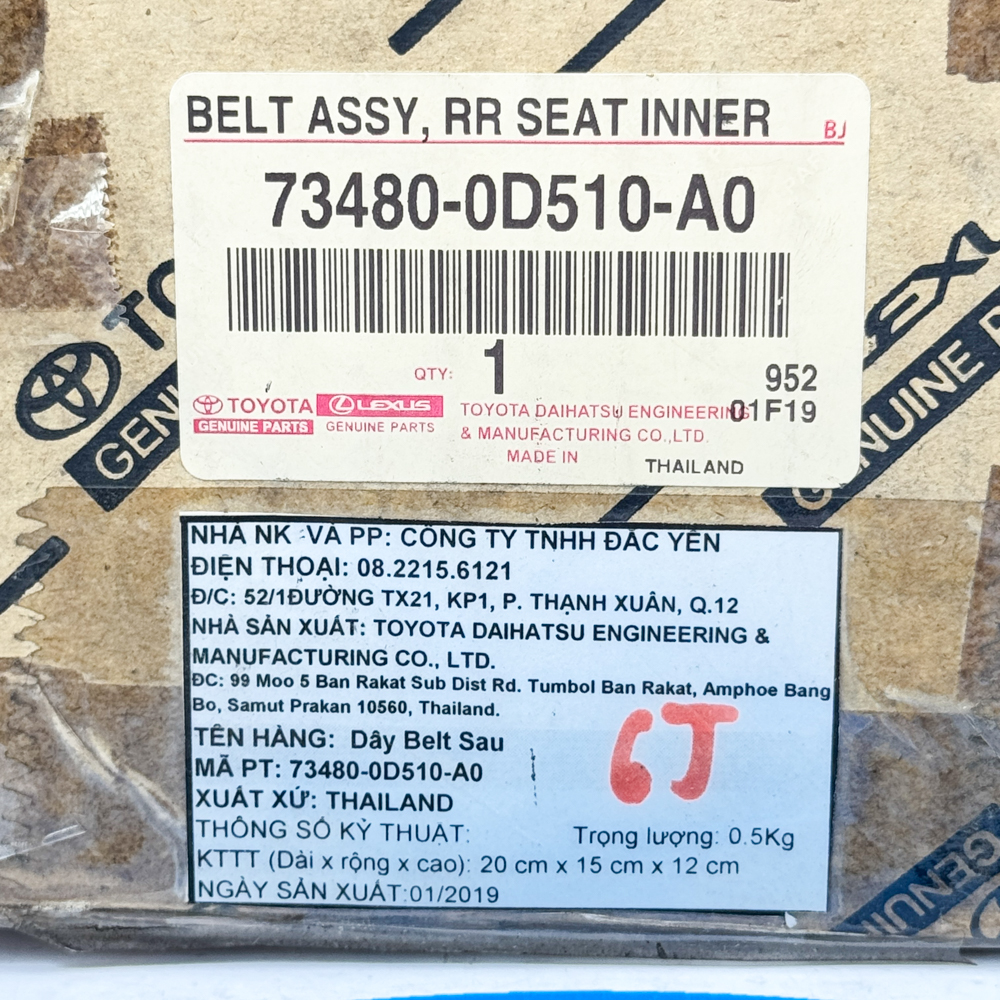 BELT ASSY, RR SEAT INNER
BJ
73480-0D510-A0
QTY: 1
952
01F19
TOYOTA
GENUINE PARTS
LEXUS
GENUINE PARTS
TOYOTA DAIHATSU ENGINEERING
& MANUFACTURING CO.,LTD.
MADE IN
THAILAND
NHÀ NK VÀ PP: CÔNG TY TNHH ĐẮC YẾN
ĐIỆN THOẠI: 08.2215.6121
Đ/C: 52/1ĐƯỜNG TX21, KP1, P. THẠNH XUÂN, Q.12
NHÀ SẢN XUẤT: TOYOTA DAIHATSU ENGINEERING &
MANUFACTURING CO., LTD.
ĐC: 99 Moo 5 Ban Rakat Sub Dist Rd. Tumbol Ban Rakat, Amphoe Bang
Bo, Samut Prakan 10560, Thailand.
TÊN HÀNG: Dây Belt Sau
MÃ PT: 73480-0D510-A0
XUẤT XỨ: THAILAND
THÔNG SỐ KỸ THUẬT: Trọng lượng: 0.5Kg
KTTT (Dài x rộng x cao): 20 cm x 15 cm x 12 cm
NGÀY SẢN XUẤT:01/2019